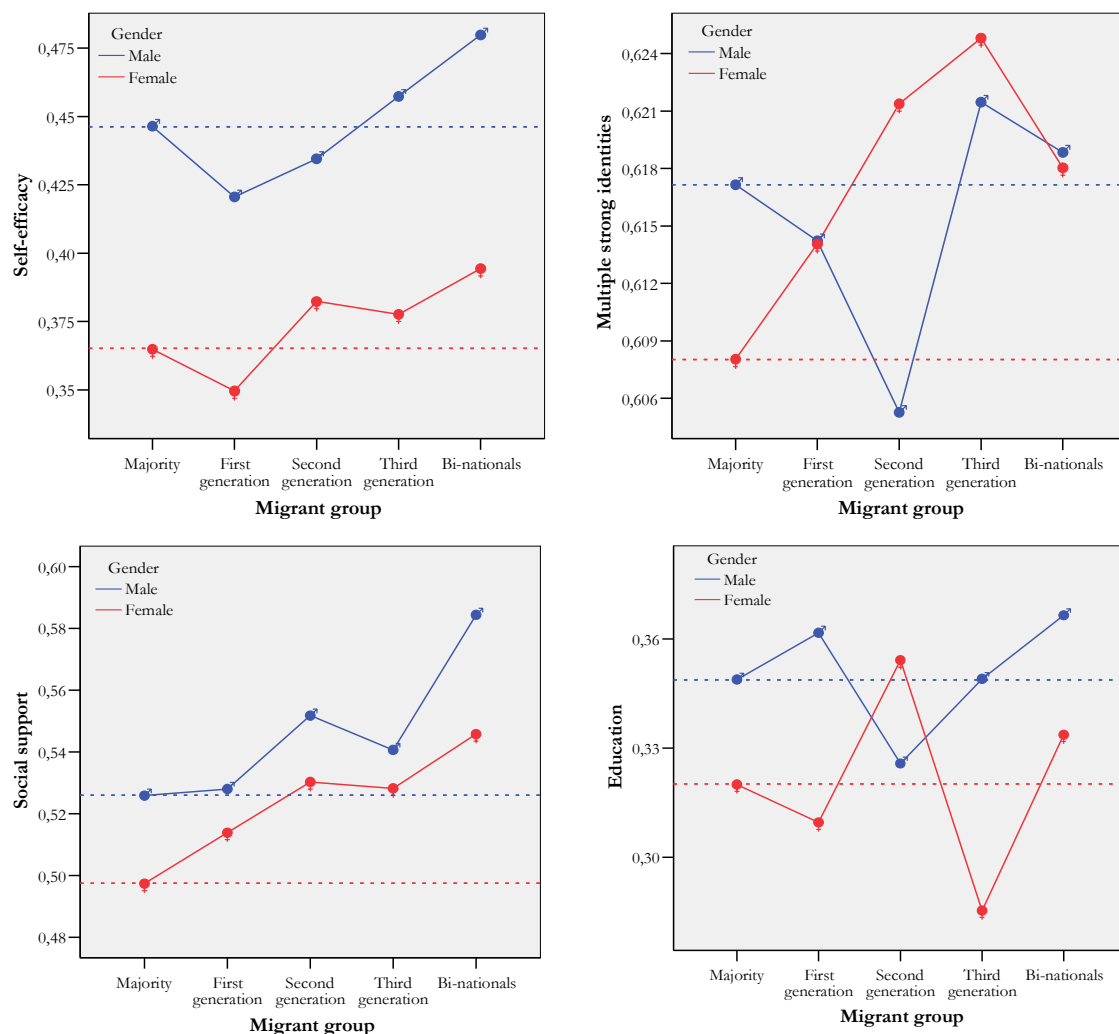 Gender
Male
Female
0,475
0,45
0,425
0,40
0,375
0,35
Self-efficacy
Majority
First
generation
Second
generation
Third
generation
Bi-nationals
Migrant group
Gender
Male
Female
0,624
0,621
0,618
0,615
0,612
0,609
0,606
Multiple strong identities
Majority
First
generation
Second
generation
Third
generation
Bi-nationals
Migrant group
Gender
Male
Female
0,60
0,58
0,56
0,54
0,52
0,50
0,48
Social support
Majority
First
generation
Second
generation
Third
generation
Bi-nationals
Migrant group
Gender
Male
Female
0,36
0,33
0,30
Education
Majority
First
generation
Second
generation
Third
generation
Bi-nationals
Migrant group